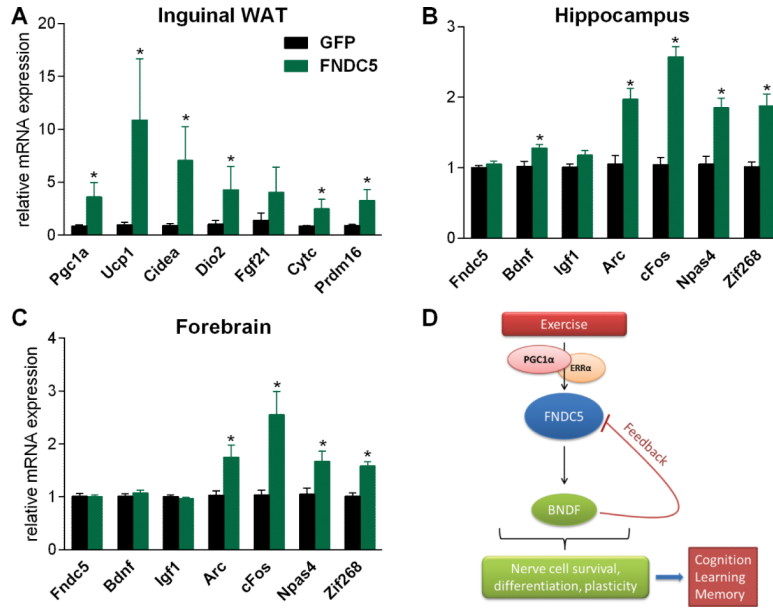 A
Inguinal WAT
GFP
FNDC5
relative mRNA expression
20
15
10
5
0
*
*
*
*
*
*
Pgc1a
Ucp1
Cidea
Dio2
Fgf21
Cytc
Prdm16
B
Hippocampus
3
2
1
0
*
*
*
*
*
Fndc5
Bdnf
Igf1
Arc
cFos
Npas4
Zif268
C
Forebrain
relative mRNA expression
4
3
2
1
0
*
*
*
*
Fndc5
Bdnf
Igf1
Arc
cFos
Npas4
Zif268
D
Exercise
PGC1α
ERRα
FNDC5
Feedback
BNDF
Nerve cell survival,
differentiation, plasticity
Cognition
Learning
Memory